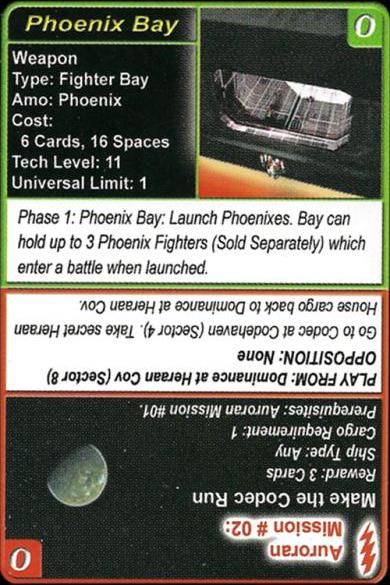 Phoenix Bay
O
Weapon
Type: Fighter Bay
Amo: Phoenix
Cost:
6 Cards, 16 Spaces
Tech Level: 11
Universal Limit: 1
Phase 1: Phoenix Bay: Launch Phoenixes. Bay can
hold up to 3 Phoenix Fighters (Sold Separately) which
enter a battle when launched.
O
Auroran
Mission # 02:
Make the Codec Run
Reward: 3 Cards
Ship Type: Any
Cargo Requirement: 1
Prerequisites: Auroran Mission #01.
PLAY FROM: Dominance at Heraan Cov (Sector 8)
OPPOSITION: None
Go to Codec at Codehaven (Sector 4). Take secret Heraan
House cargo back to Dominance at Heraan Cov.